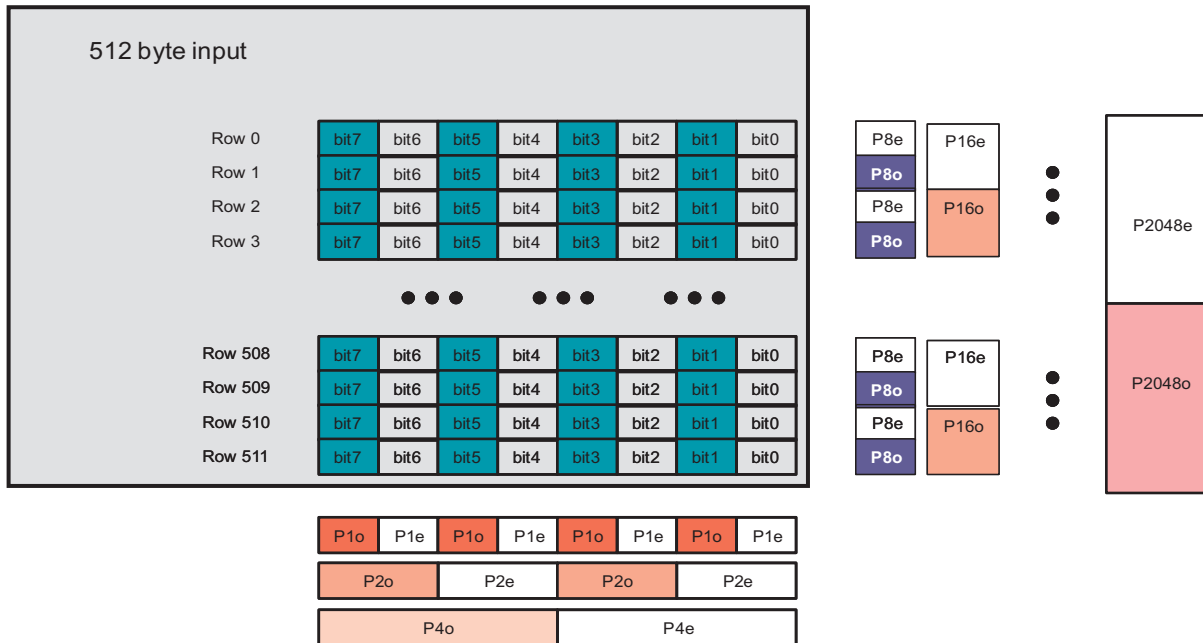 512 byte input
Row 0 bit7 bit6 bit5 bit4 bit3 bit2 bit1 bit0 P8e P16e
Row 1 bit7 bit6 bit5 bit4 bit3 bit2 bit1 bit0 P8o
Row 2 bit7 bit6 bit5 bit4 bit3 bit2 bit1 bit0 P8e P16o
P2048e
Row 3 bit7 bit6 bit5 bit4 bit3 bit2 bit1 bit0 P8o
Row 508 bit7 bit6 bit5 bit4 bit3 bit2 bit1 bit0 P8e P16e
Row 509 bit7 bit6 bit5 bit4 bit3 bit2 bit1 bit0 P8o P2048o
Row 510 bit7 bit6 bit5 bit4 bit3 bit2 bit1 bit0 P8e P16o
Row 511 bit7 bit6 bit5 bit4 bit3 bit2 bit1 bit0 P8o
P1o P1e P1o P1e P1o P1e P1o P1e
P2o P2e P2o P2e
P4o P4e